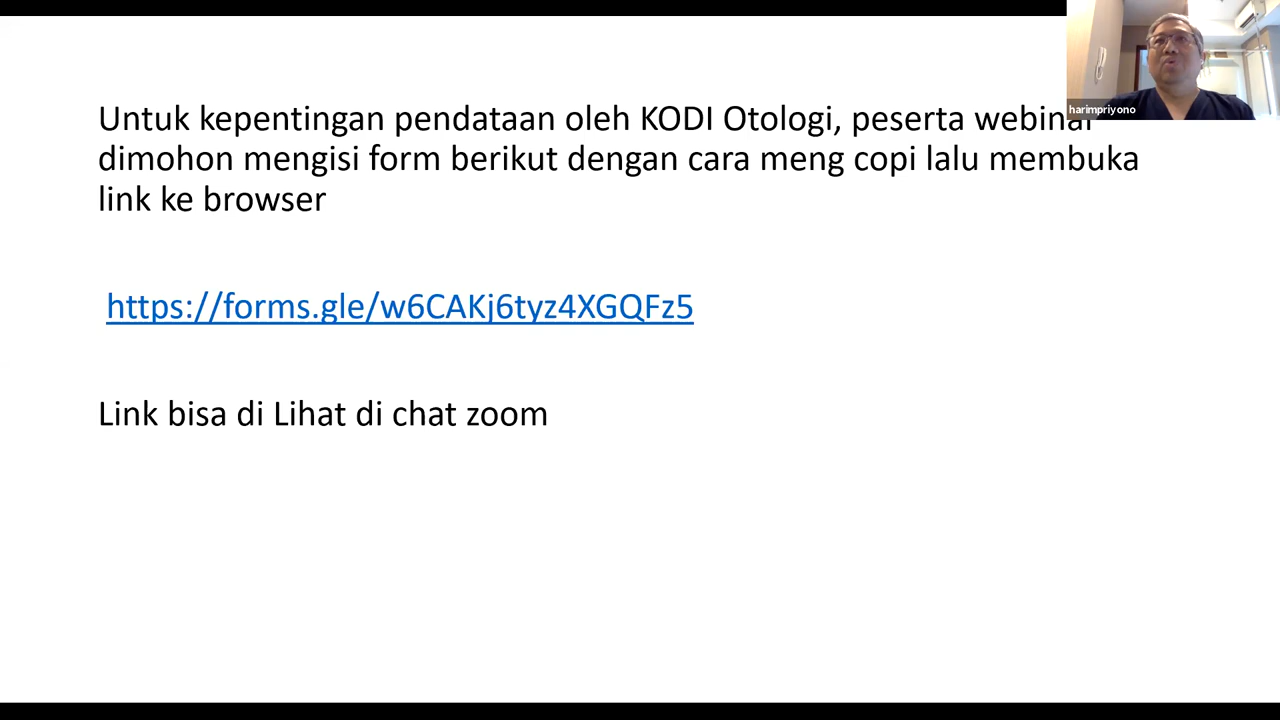 harimpriyono
Untuk kepentingan pendataan oleh KODI Otologi, peserta webinar
dimohon mengisi form berikut dengan cara meng copi lalu membuka
link ke browser
https://forms.gle/w6CAKj6tyz4XGQFz5
Link bisa di Lihat di chat zoom